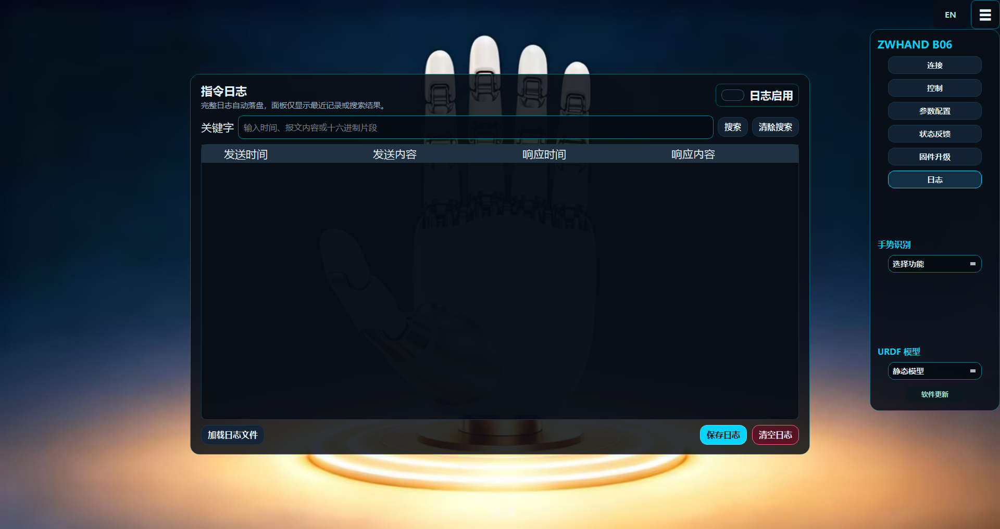 EN
ZWHAND B06
连接
控制
参数配置
状态反馈
固件升级
日志
手势识别
选择功能
URDF 模型
静态模型
软件更新
指令日志
日志启用
完整日志自动落盘，面板仅显示最近记录或搜索结果。
关键字 输入时间、报文内容或十六进制片段 搜索 清除搜索
发送时间 发送内容 响应时间 响应内容
加载日志文件 保存日志 清空日志